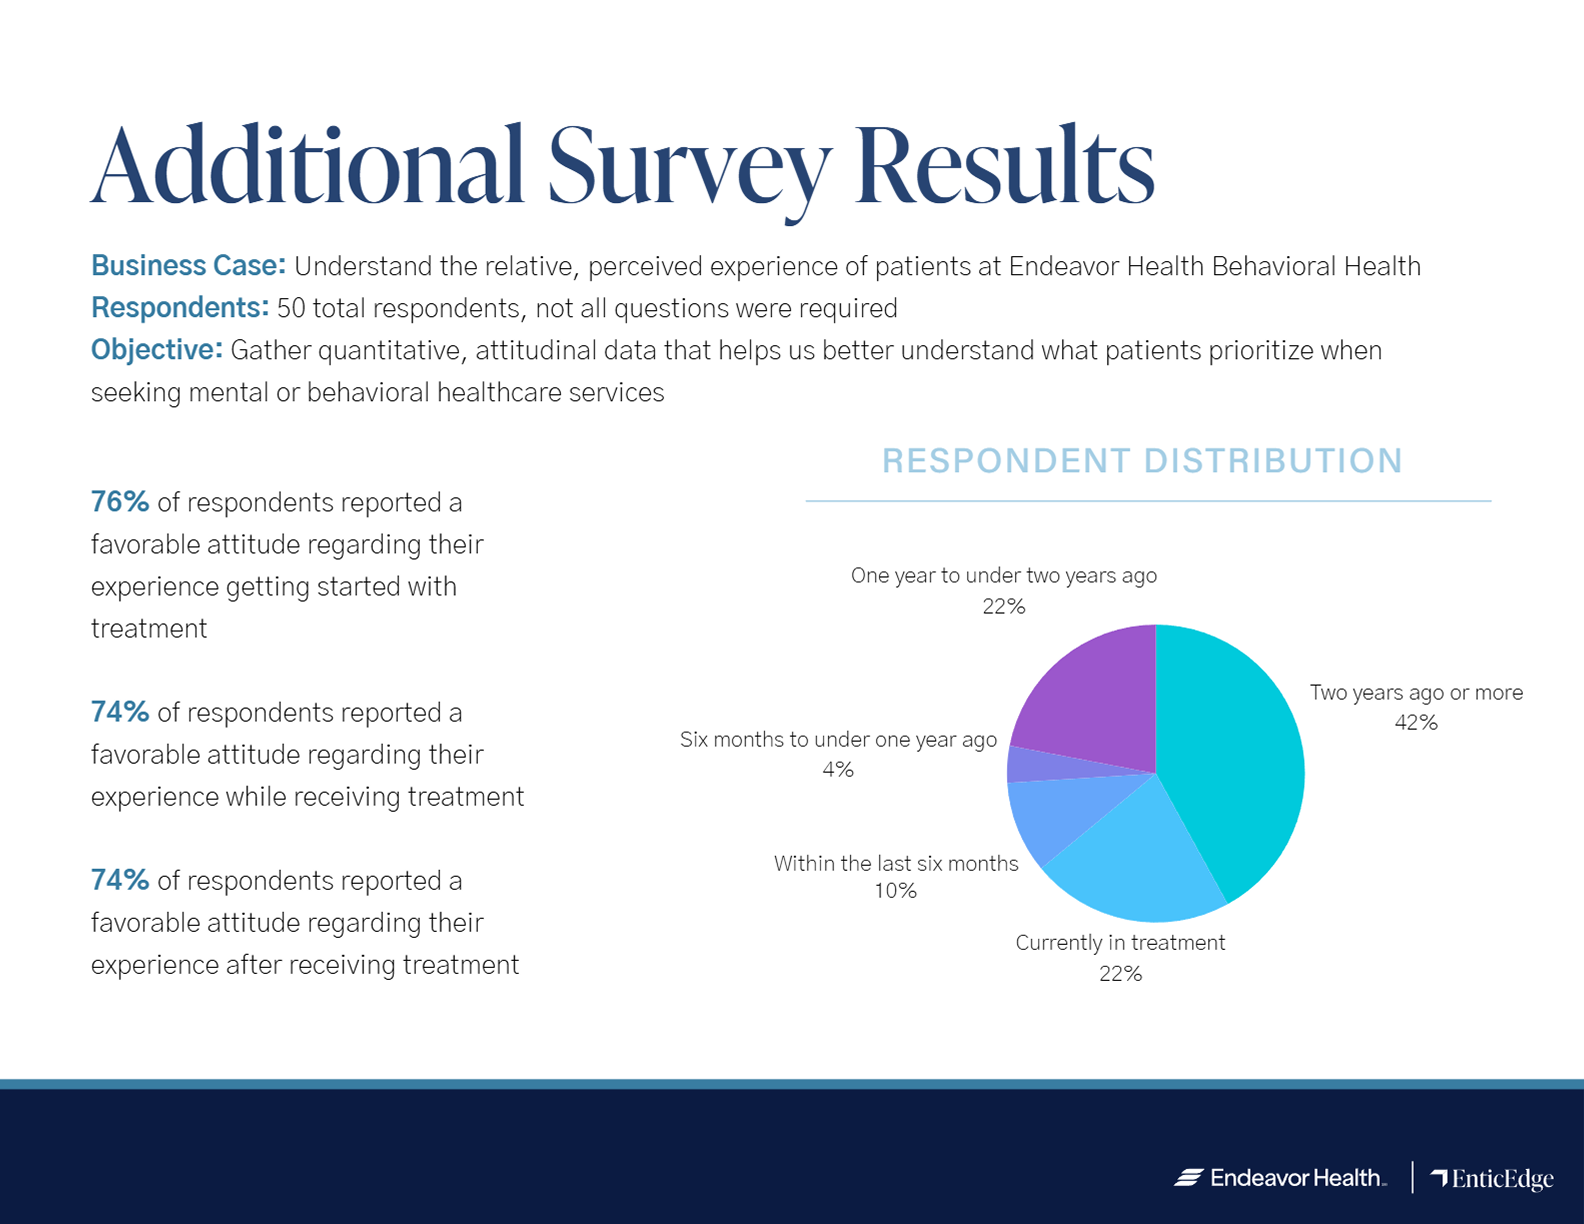 Additional Survey Results
Business Case: Understand the relative, perceived experience of patients at Endeavor Health Behavioral Health
Respondents: 50 total respondents, not all questions were required
Objective: Gather quantitative, attitudinal data that helps us better understand what patients prioritize when
seeking mental or behavioral healthcare services
76% of respondents reported a
favorable attitude regarding their
experience getting started with
treatment
74% of respondents reported a
favorable attitude regarding their
experience while receiving treatment
74% of respondents reported a
favorable attitude regarding their
experience after receiving treatment
RESPONDENT DISTRIBUTION
One year to under two years ago
22%
Two years ago or more
42%
Six months to under one year ago
4%
Within the last six months
10%
Currently in treatment
22%
Endeavor Health
EnticEdge